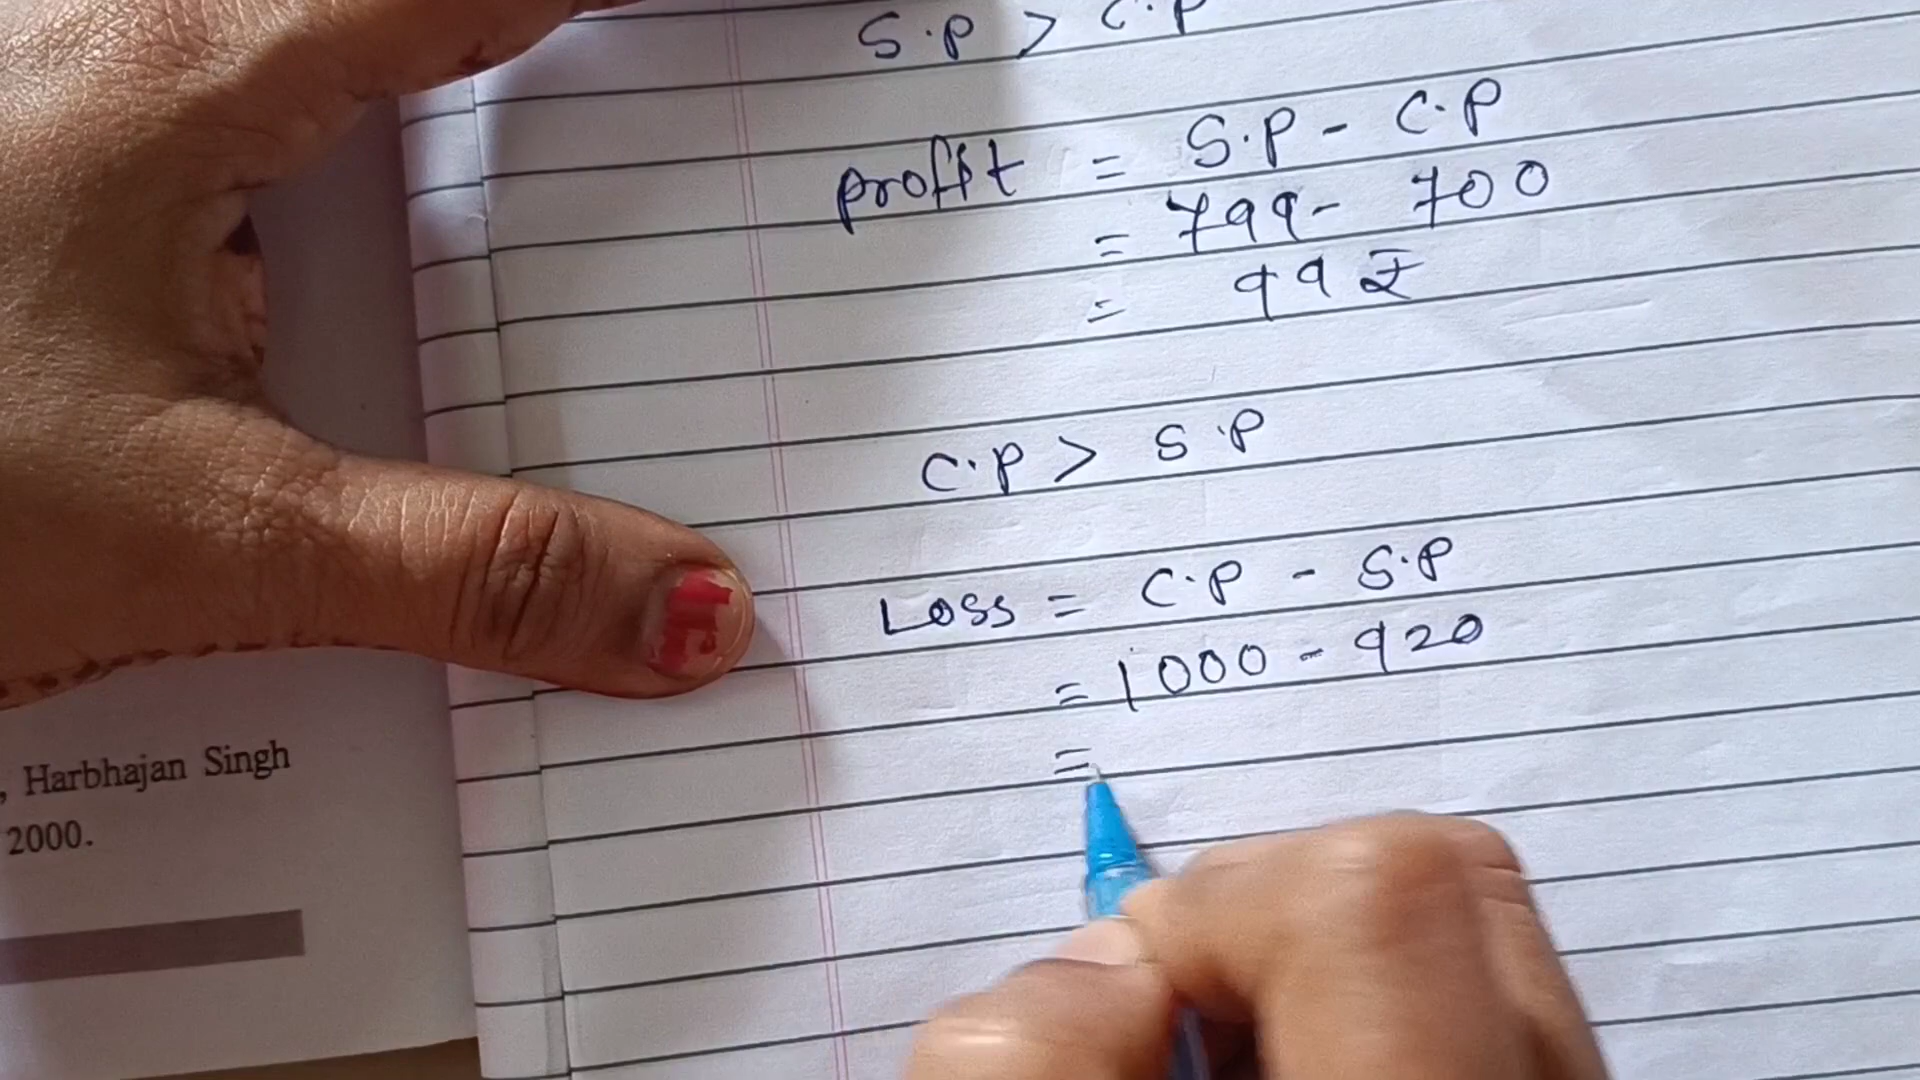 S.P > C.P
profit = S.P - C.P
= 799 - 700
= 99 ₹
C.P > S.P
Loss = C.P - S.P
= 1000 - 920
=
, Harbhajan Singh
2000.